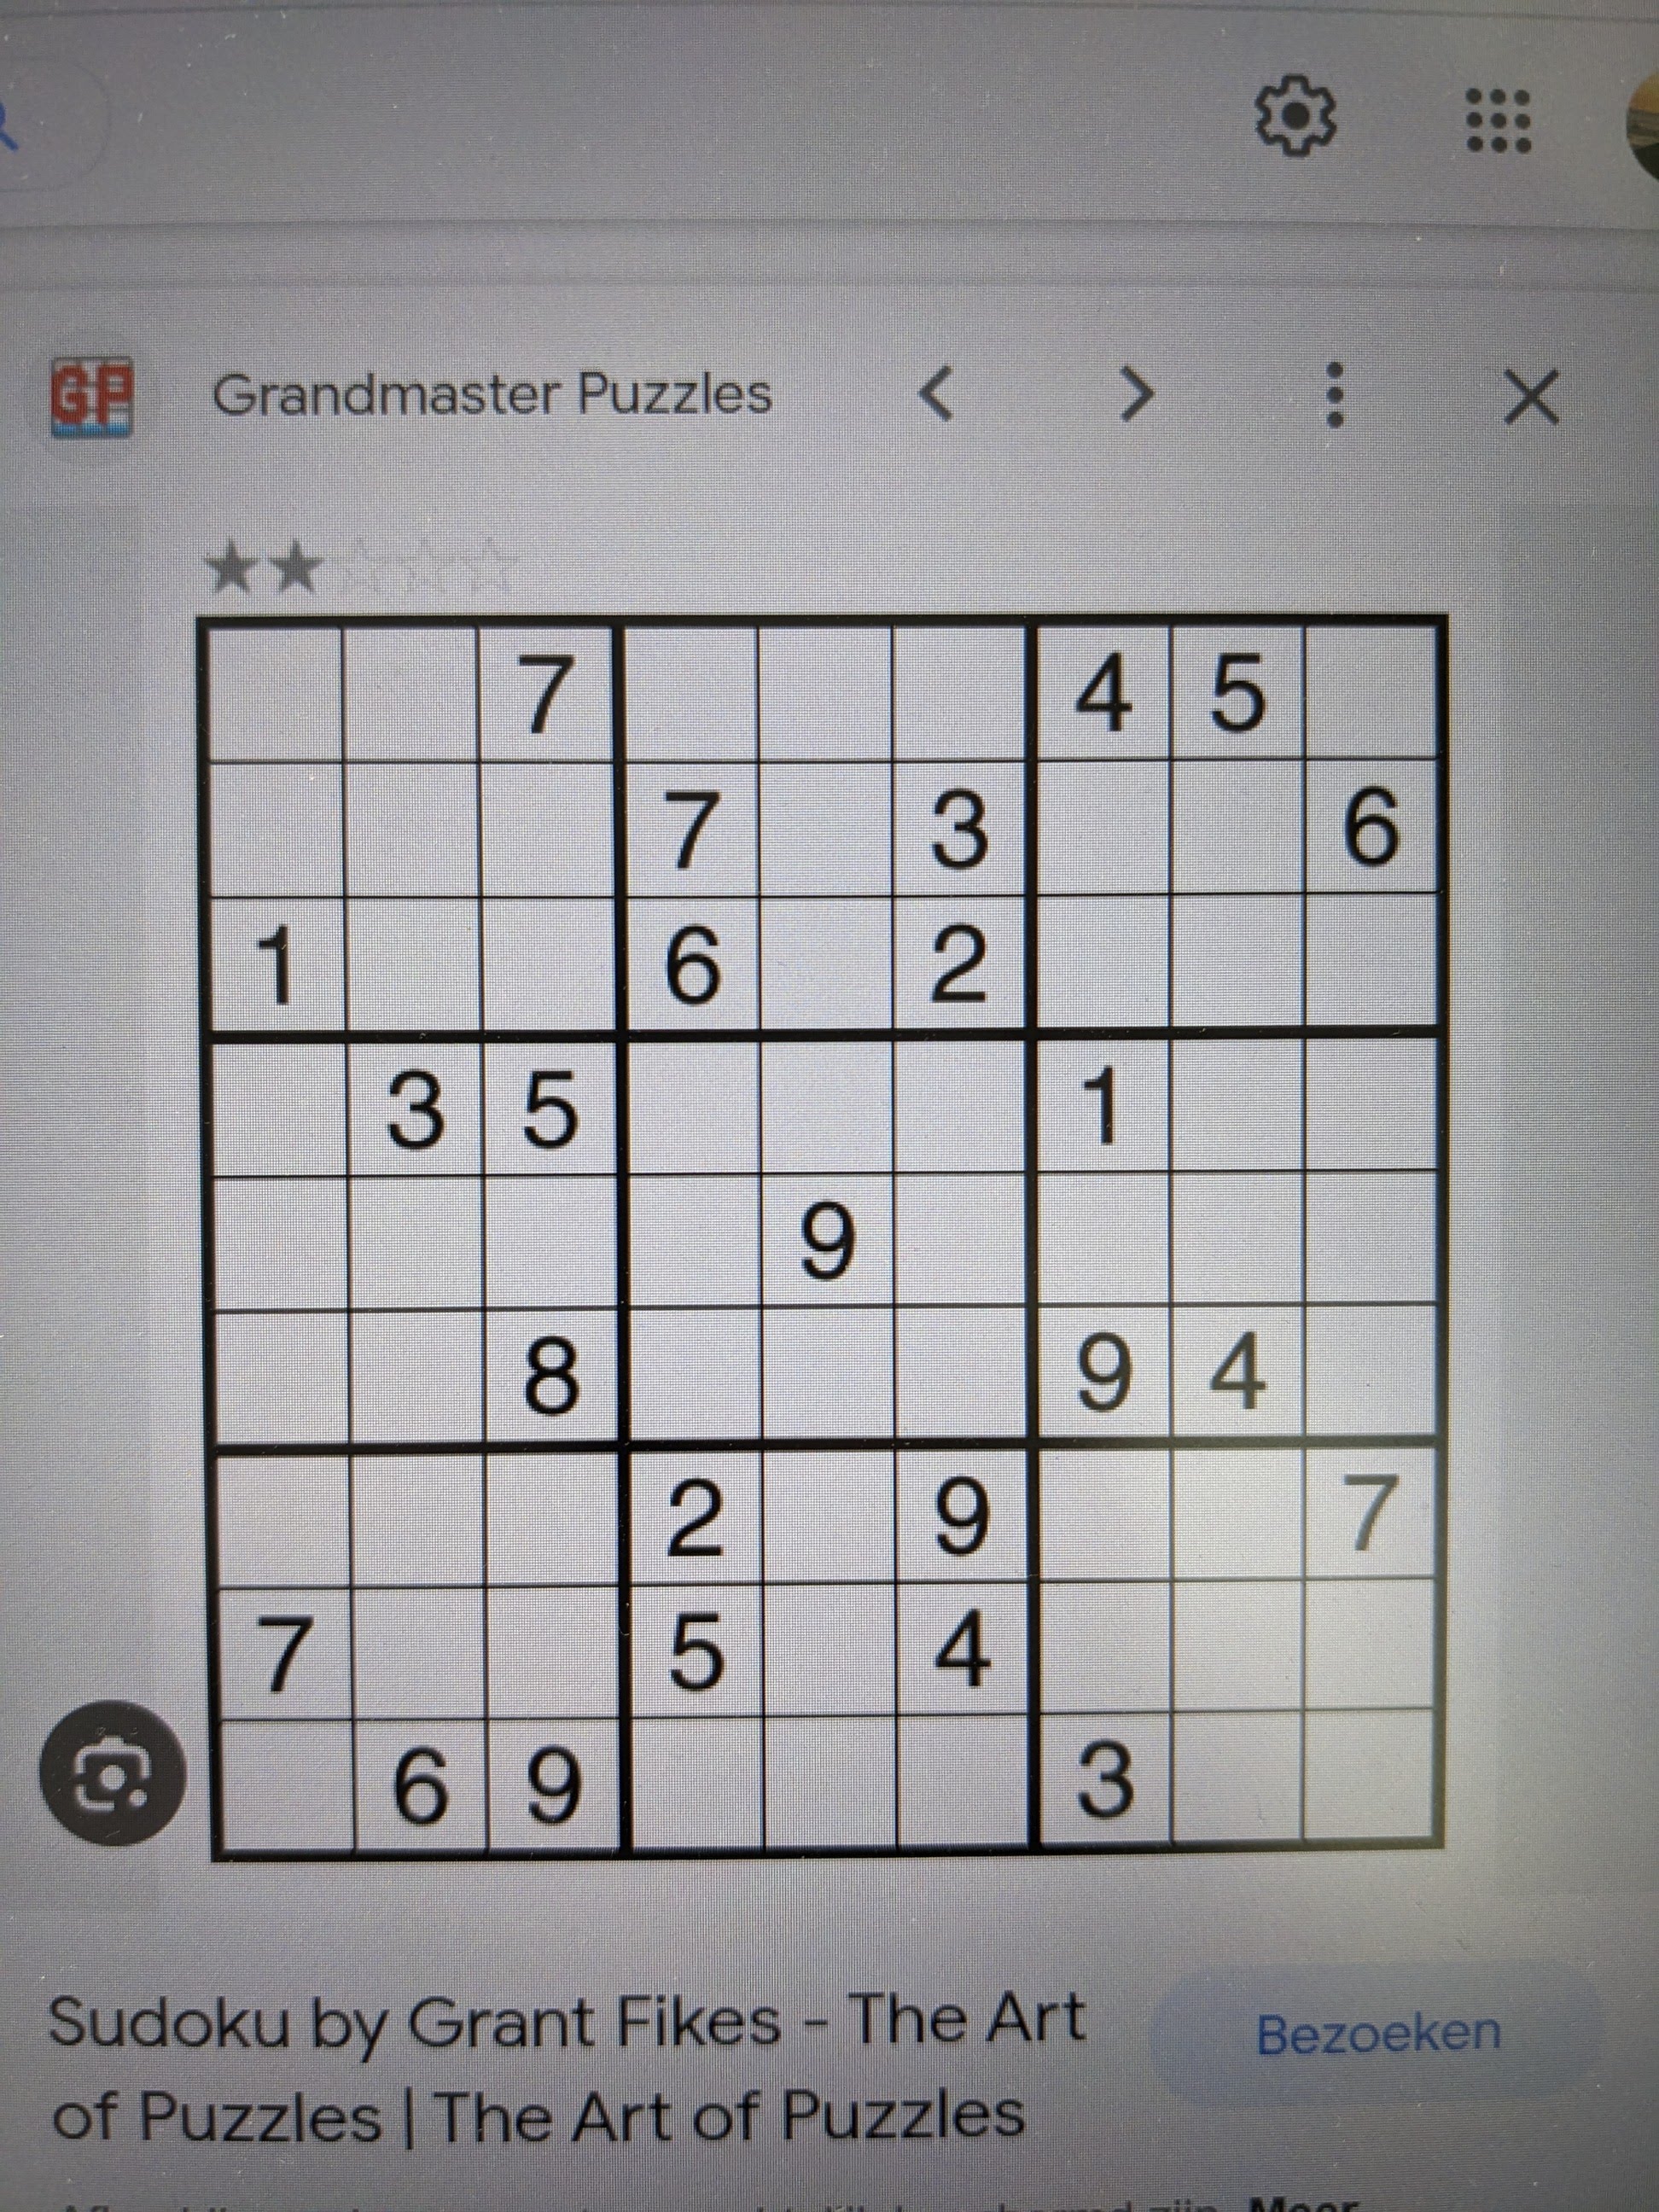 GP
Grandmaster Puzzles
7 4 5
7 3 6
1 6 2
3 5 1
9
8 9 4
2 9 7
7 5 4
6 9 3
Sudoku by Grant Fikes - The Art
of Puzzles | The Art of Puzzles
Bezoeken
Meer